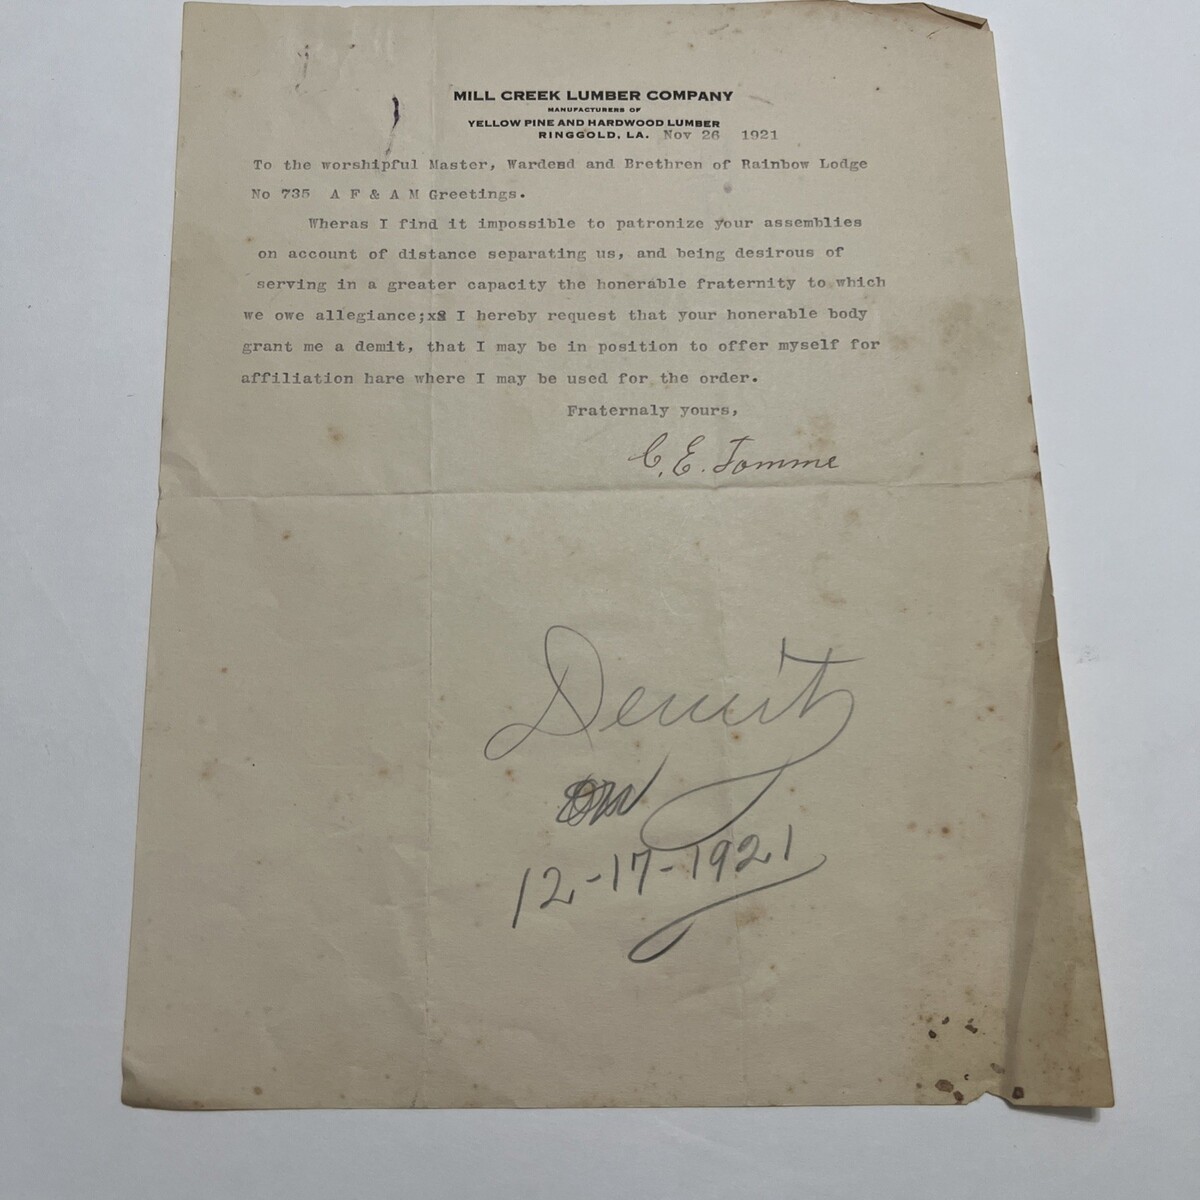 MILL CREEK LUMBER COMPANY
MANUFACTURERS OF
YELLOW PINE AND HARDWOOD LUMBER
RINGGOLD, LA. Nov 26 1921
To the worshipful Master, Wardend and Brethren of Rainbow Lodge
No 735 A F & A M Greetings.
Wheras I find it impossible to patronize your assemblies
on account of distance separating us, and being desirous of
serving in a greater capacity the honerable fraternity to which
we owe allegiance; I hereby request that your honerable body
grant me a demit, that I may be in position to offer myself for
affiliation hare where I may be used for the order.
Fraternaly yours,
C. E. Tomme
Demit
on
12-17-1921